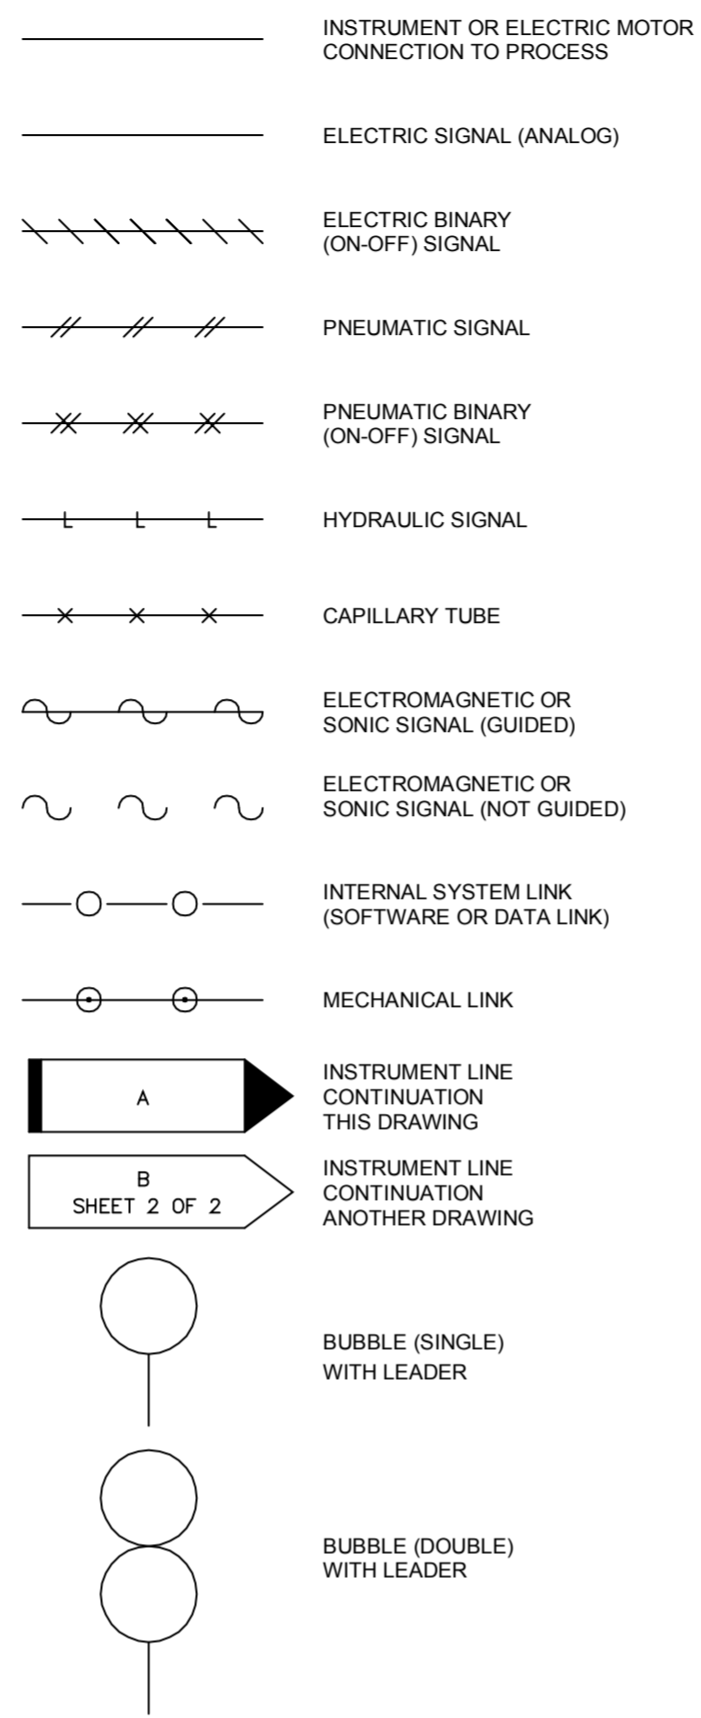 INSTRUMENT OR ELECTRIC MOTOR
CONNECTION TO PROCESS
ELECTRIC SIGNAL (ANALOG)
ELECTRIC BINARY
(ON-OFF) SIGNAL
PNEUMATIC SIGNAL
PNEUMATIC BINARY
(ON-OFF) SIGNAL
HYDRAULIC SIGNAL
L L L
CAPILLARY TUBE
ELECTROMAGNETIC OR
SONIC SIGNAL (GUIDED)
ELECTROMAGNETIC OR
SONIC SIGNAL (NOT GUIDED)
INTERNAL SYSTEM LINK
(SOFTWARE OR DATA LINK)
MECHANICAL LINK
A
INSTRUMENT LINE
CONTINUATION
THIS DRAWING
B
SHEET 2 OF 2
INSTRUMENT LINE
CONTINUATION
ANOTHER DRAWING
BUBBLE (SINGLE)
WITH LEADER
BUBBLE (DOUBLE)
WITH LEADER